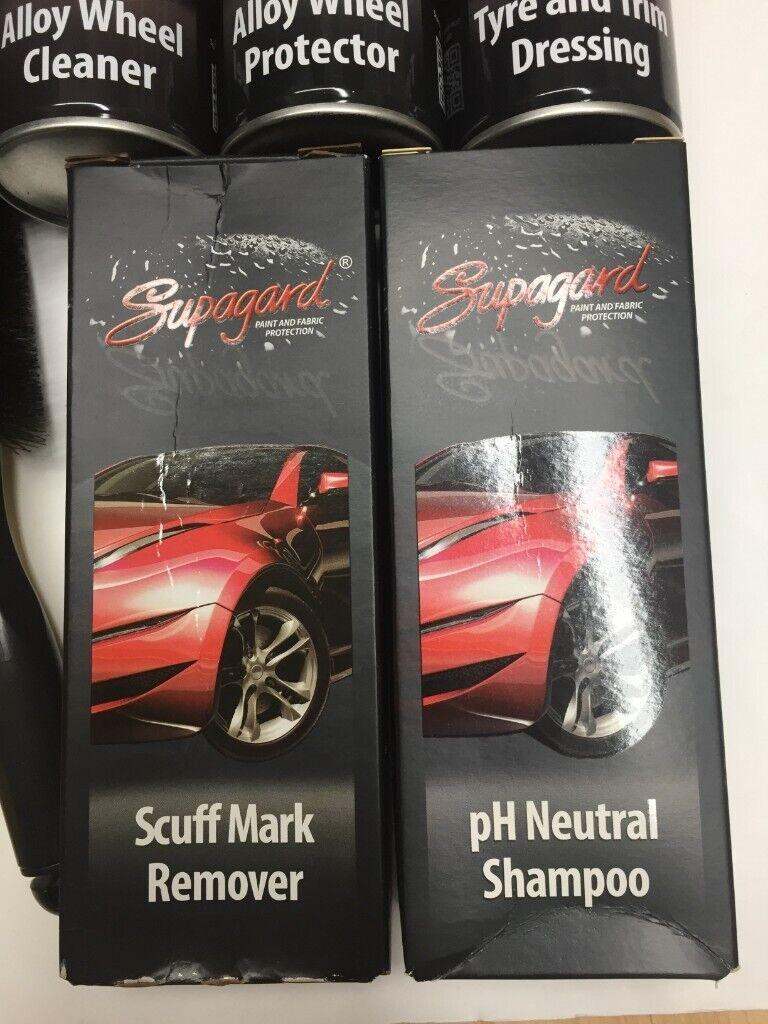 Alloy Wheel
Cleaner
Alloy Wheel
Protector
Tyre and Trim
Dressing
Supagard®
PAINT AND FABRIC
PROTECTION
Scuff Mark
Remover
Supagard
PAINT AND FABRIC
PROTECTION
pH Neutral
Shampoo